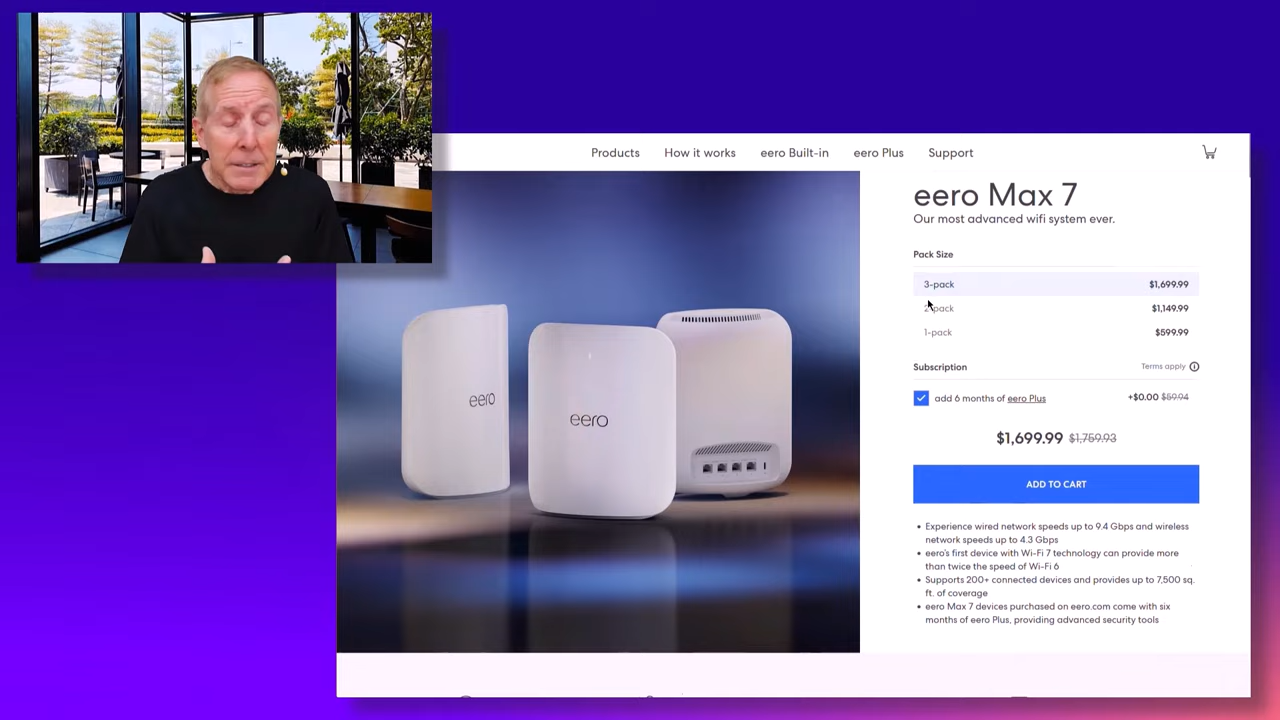 Products How it works eero Built-in eero Plus Support
eero Max 7
Our most advanced wifi system ever.
Pack Size
3-pack $1,699.99
2-pack $1,149.99
1-pack $599.99
Subscription Terms apply
add 6 months of eero Plus +$0.00 $59.94
$1,699.99 $1,759.93
ADD TO CART
Experience wired network speeds up to 9.4 Gbps and wireless
network speeds up to 4.3 Gbps
eero's first device with Wi-Fi 7 technology can provide more
than twice the speed of Wi-Fi 6
Supports 200+ connected devices and provides up to 7,500 sq.
ft. of coverage
eero Max 7 devices purchased on eero.com come with six
months of eero Plus, providing advanced security tools
eero
eero